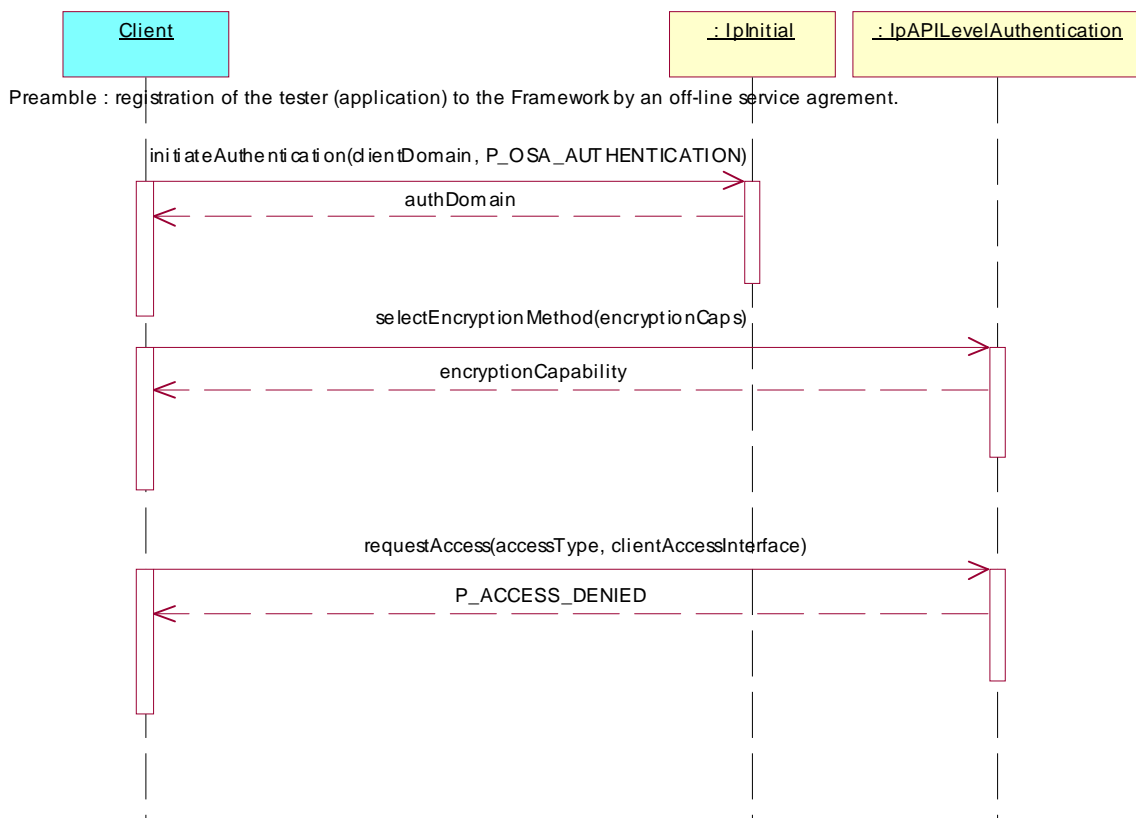 Client
: IpInitial
: IpAPILevelAuthentication
Preamble : registration of the tester (application) to the Framework by an off-line service agrement.
initiateAuthentication(clientDomain, P_OSA_AUTHENTICATION)
authDomain
selectEncryptionMethod(encryptionCaps)
encryptionCapability
requestAccess(accessType, clientAccessInterface)
P_ACCESS_DENIED